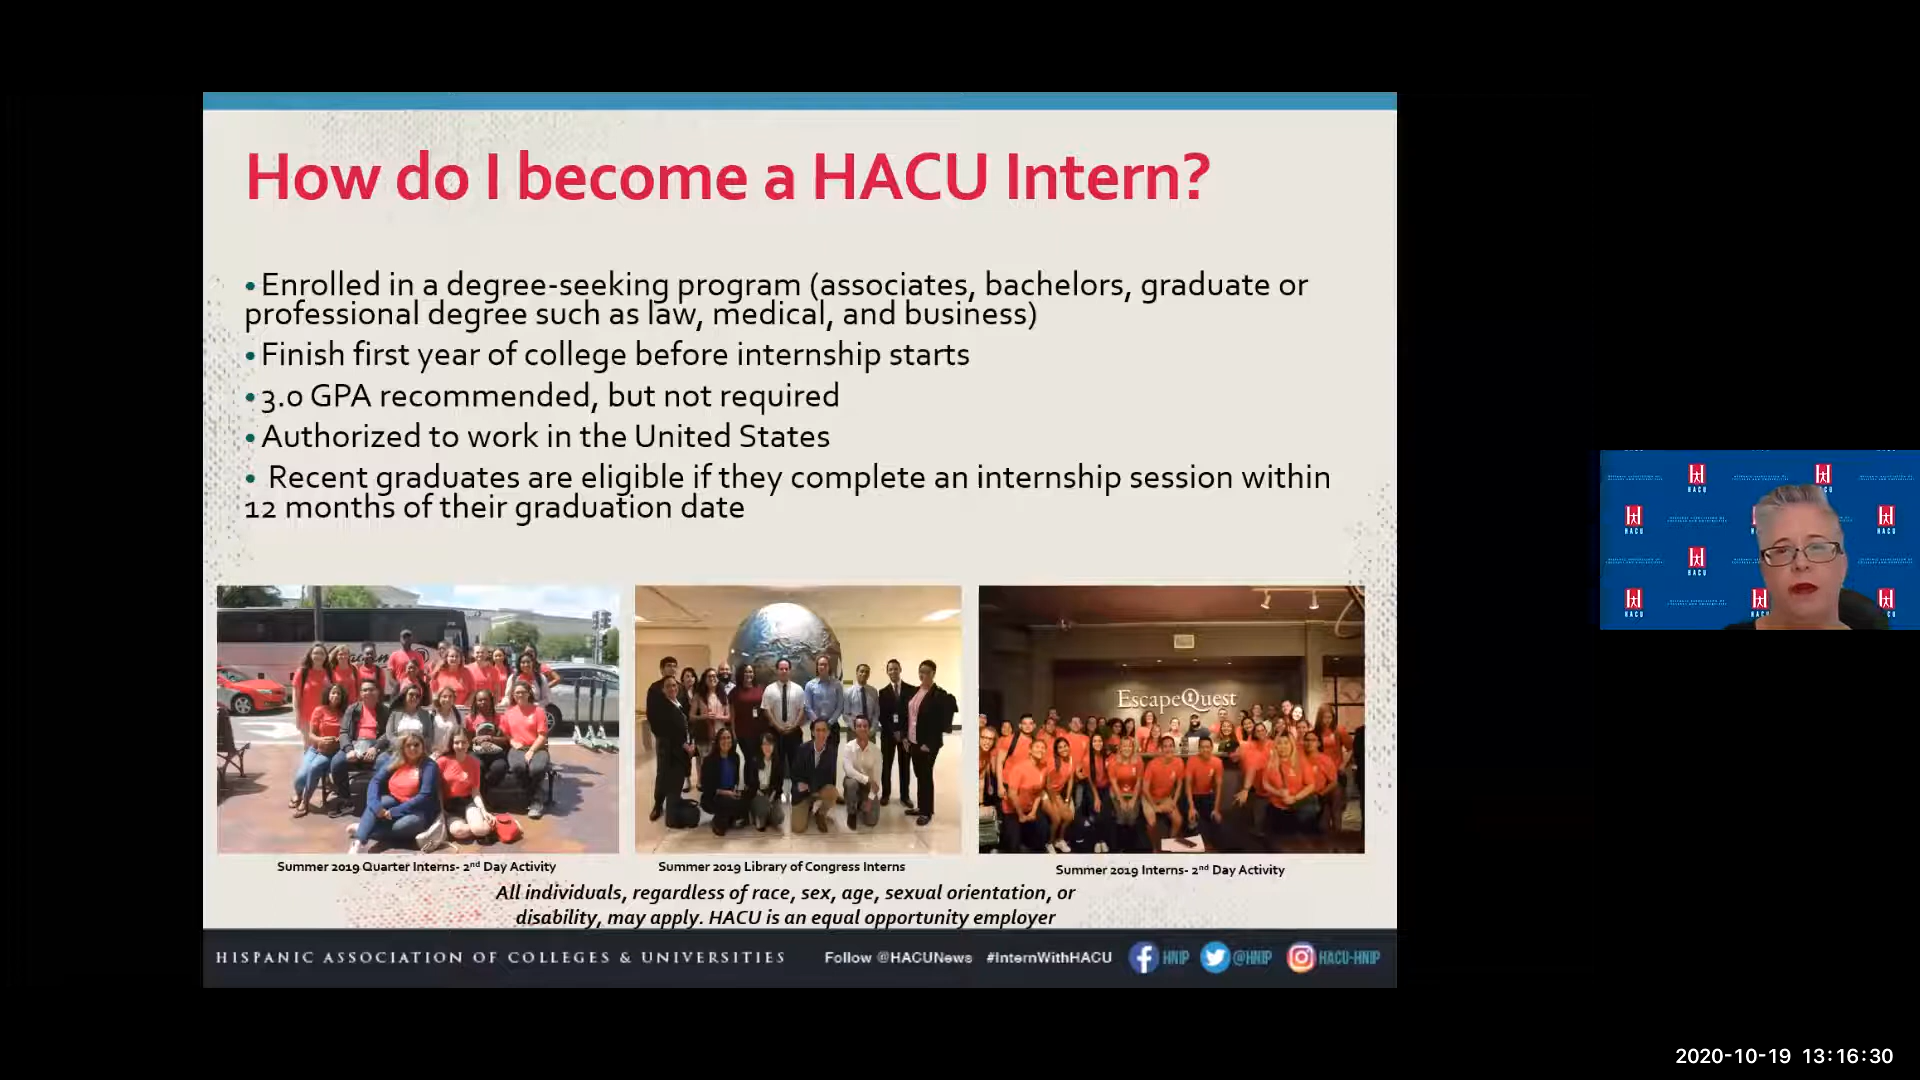 How do I become a HACU Intern?
•Enrolled in a degree-seeking program (associates, bachelors, graduate or
professional degree such as law, medical, and business)
•Finish first year of college before internship starts
•3.0 GPA recommended, but not required
•Authorized to work in the United States
• Recent graduates are eligible if they complete an internship session within
12 months of their graduation date
EscapeQuest
Summer 2019 Quarter Interns- 2nd Day Activity
Summer 2019 Library of Congress Interns
Summer 2019 Interns- 2nd Day Activity
All individuals, regardless of race, sex, age, sexual orientation, or
disability, may apply. HACU is an equal opportunity employer
HISPANIC ASSOCIATION OF COLLEGES & UNIVERSITIES Follow @HACUNews #InternWithHACU HNIP @HNIP HACU-HNIP
HACU
HACU
HACU
HACU
HACU
2020-10-19 13:16:30